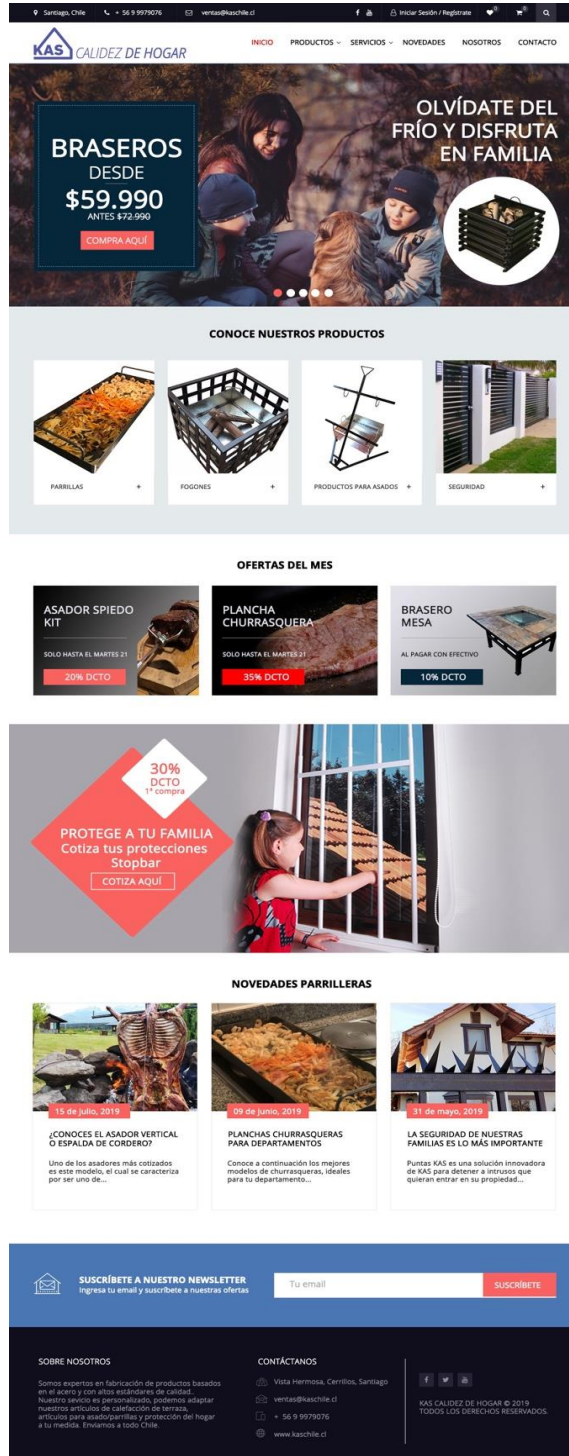 Santiago, Chile + 56 9 9979076 ventas@kaschile.cl Iniciar Sesión / Regístrate 0 0
KAS CALIDEZ DE HOGAR
INICIO PRODUCTOS SERVICIOS NOVEDADES NOSOTROS CONTACTO
BRASEROS
DESDE
$59.990
ANTES $72.990
COMPRA AQUÍ
OLVÍDATE DEL
FRÍO Y DISFRUTA
EN FAMILIA
CONOCE NUESTROS PRODUCTOS
PARRILLAS +
FOGONES +
PRODUCTOS PARA ASADOS +
SEGURIDAD +
OFERTAS DEL MES
ASADOR SPIEDO
KIT
SOLO HASTA EL MARTES 21
20% DCTO
PLANCHA
CHURRASQUERA
SOLO HASTA EL MARTES 21
35% DCTO
BRASERO
MESA
AL PAGAR CON EFECTIVO
10% DCTO
30%
DCTO
1ª compra
PROTEGE A TU FAMILIA
Cotiza tus protecciones
Stopbar
COTIZA AQUÍ
NOVEDADES PARRILLERAS
15 de julio, 2019
¿CONOCES EL ASADOR VERTICAL
O ESPALDA DE CORDERO?
Uno de los asadores más cotizados
es este modelo, el cual se caracteriza
por ser uno de...
09 de junio, 2019
PLANCHAS CHURRASQUERAS
PARA DEPARTAMENTOS
Conoce a continuación los mejores
modelos de churrasqueras, ideales
para tu departamento...
31 de mayo, 2019
LA SEGURIDAD DE NUESTRAS
FAMILIAS ES LO MÁS IMPORTANTE
Puntas KAS es una solución innovadora
de KAS para detener a intrusos que
quieran entrar en su propiedad...
SUSCRÍBETE A NUESTRO NEWSLETTER
Ingresa tu email y suscríbete a nuestras ofertas
Tu email
SUSCRÍBETE
SOBRE NOSOTROS
Somos expertos en fabricación de productos basados
en el acero y con altos estándares de calidad..
Nuestro sevicio es personalizado, podemos adaptar
nuestros artículos de calefacción de terraza,
artículos para asado/parrillas y protección del hogar
a tu medida. Enviamos a todo Chile.
CONTÁCTANOS
Vista Hermosa, Cerrillos, Santiago
ventas@kaschile.cl
+ 56 9 9979076
www.kaschile.cl
KAS CALIDEZ DE HOGAR © 2019
TODOS LOS DERECHOS RESERVADOS.